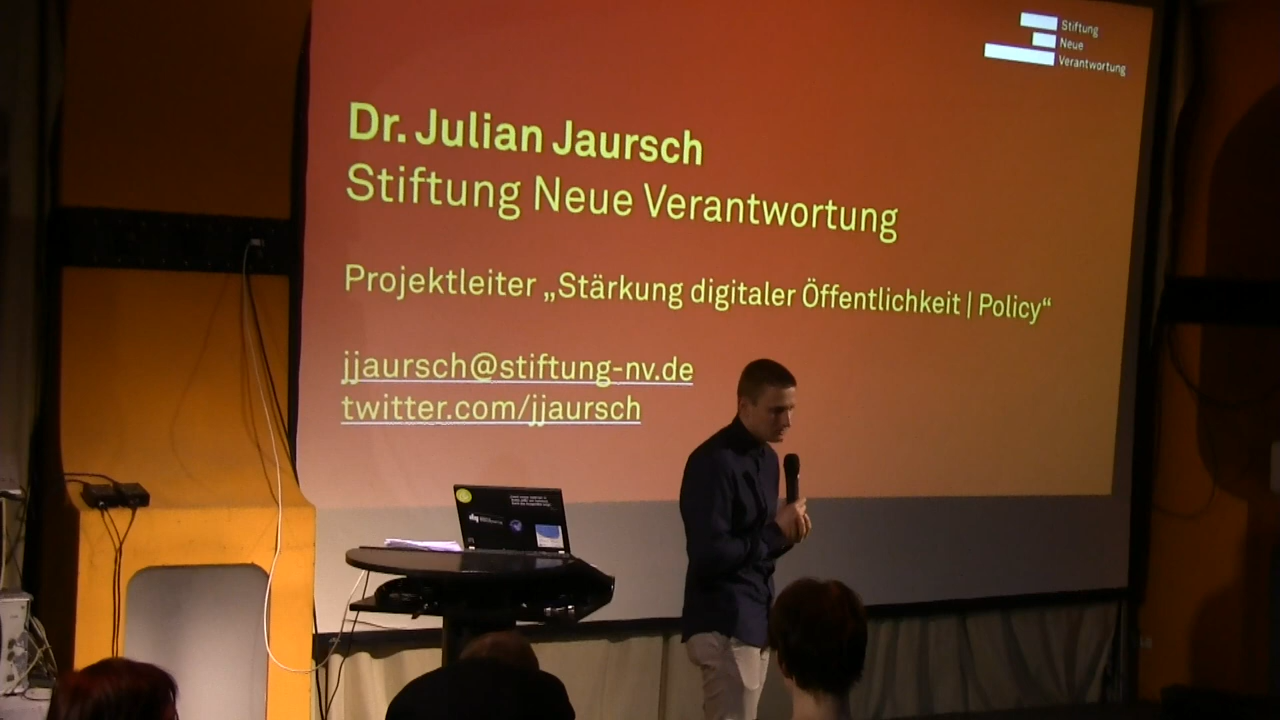 Stiftung
Neue
Verantwortung
Dr. Julian Jaursch
Stiftung Neue Verantwortung
Projektleiter „Stärkung digitaler Öffentlichkeit | Policy“
jjaursch@stiftung-nv.de
twitter.com/jjaursch